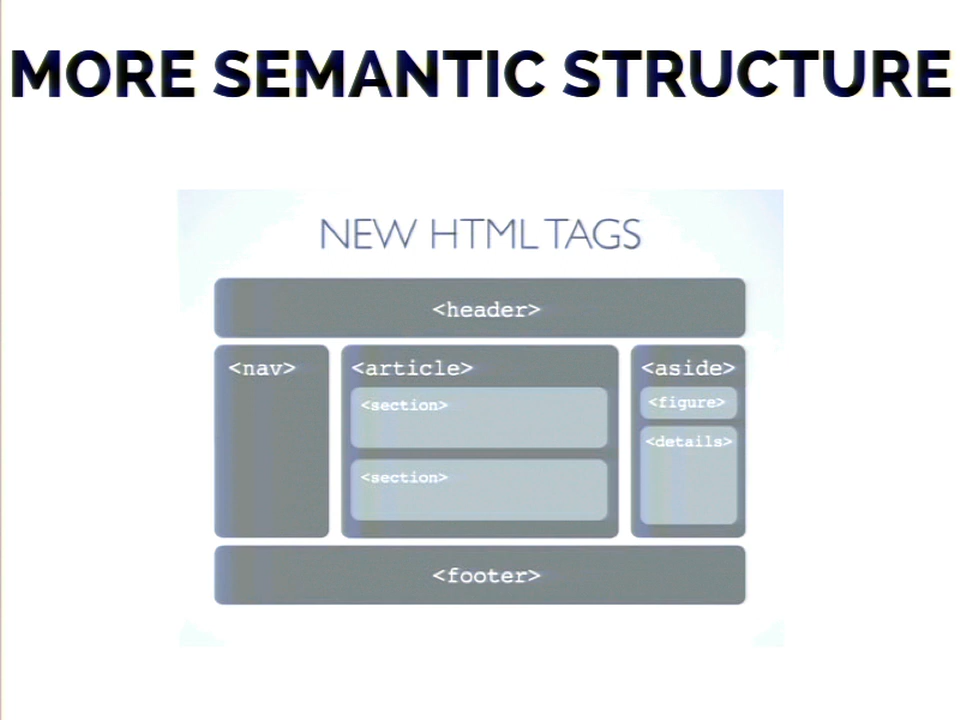 MORE SEMANTIC STRUCTURE
NEW HTML TAGS
<header>
<nav>
<article>
<section>
<section>
<aside>
<figure>
<details>
<footer>